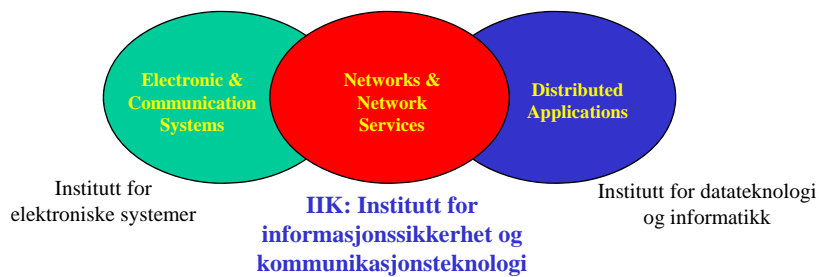 Electronic &
Communication
Systems
Networks &
Network
Services
Distributed
Applications
Institutt for
elektroniske systemer
IIK: Institutt for
informasjonssikkerhet og
kommunikasjonsteknologi
Institutt for datateknologi
og informatikk